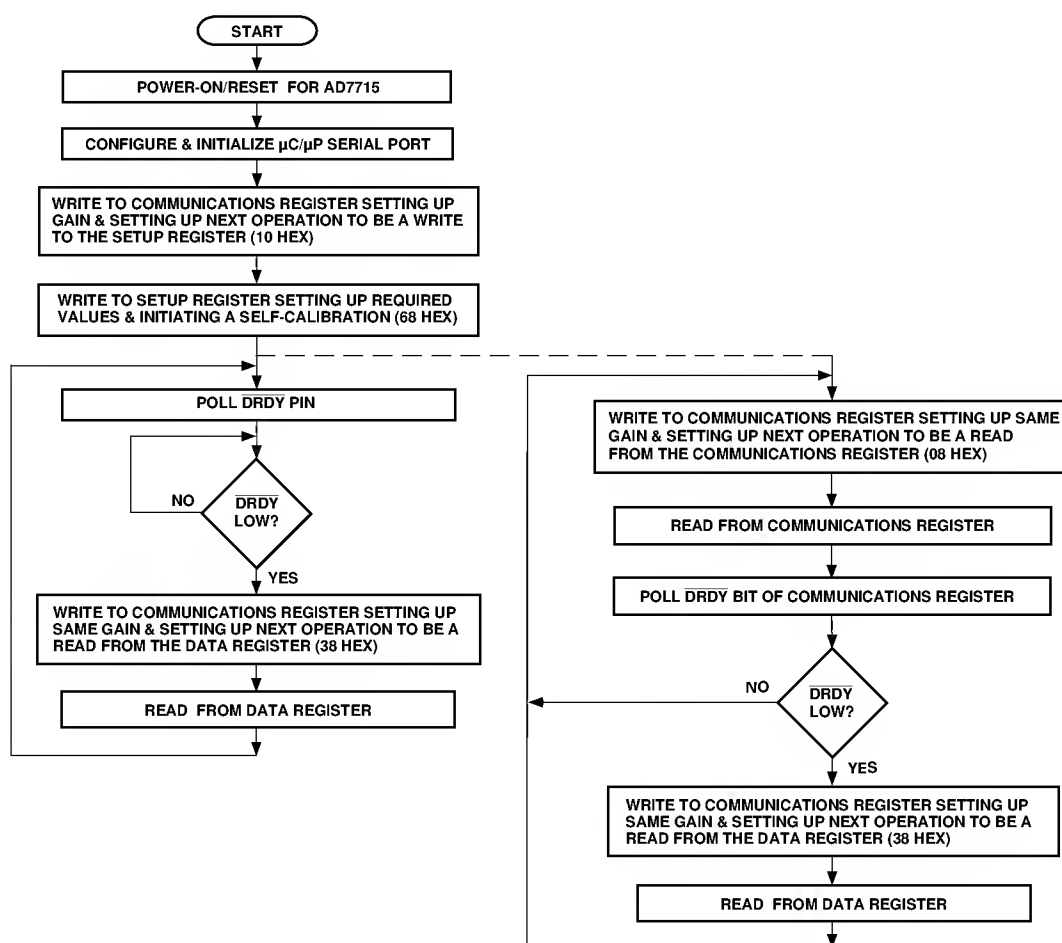 START
POWER-ON/RESET FOR AD7715
CONFIGURE & INITIALIZE μC/μP SERIAL PORT
WRITE TO COMMUNICATIONS REGISTER SETTING UP
GAIN & SETTING UP NEXT OPERATION TO BE A WRITE
TO THE SETUP REGISTER (10 HEX)
WRITE TO SETUP REGISTER SETTING UP REQUIRED
VALUES & INITIATING A SELF-CALIBRATION (68 HEX)
POLL DRDY PIN
NO
DRDY
LOW?
YES
WRITE TO COMMUNICATIONS REGISTER SETTING UP
SAME GAIN & SETTING UP NEXT OPERATION TO BE A
READ FROM THE DATA REGISTER (38 HEX)
READ FROM DATA REGISTER
WRITE TO COMMUNICATIONS REGISTER SETTING UP SAME
GAIN & SETTING UP NEXT OPERATION TO BE A READ
FROM THE COMMUNICATIONS REGISTER (08 HEX)
READ FROM COMMUNICATIONS REGISTER
POLL DRDY BIT OF COMMUNICATIONS REGISTER
NO
DRDY
LOW?
YES
WRITE TO COMMUNICATIONS REGISTER SETTING UP
SAME GAIN & SETTING UP NEXT OPERATION TO BE A
READ FROM THE DATA REGISTER (38 HEX)
READ FROM DATA REGISTER